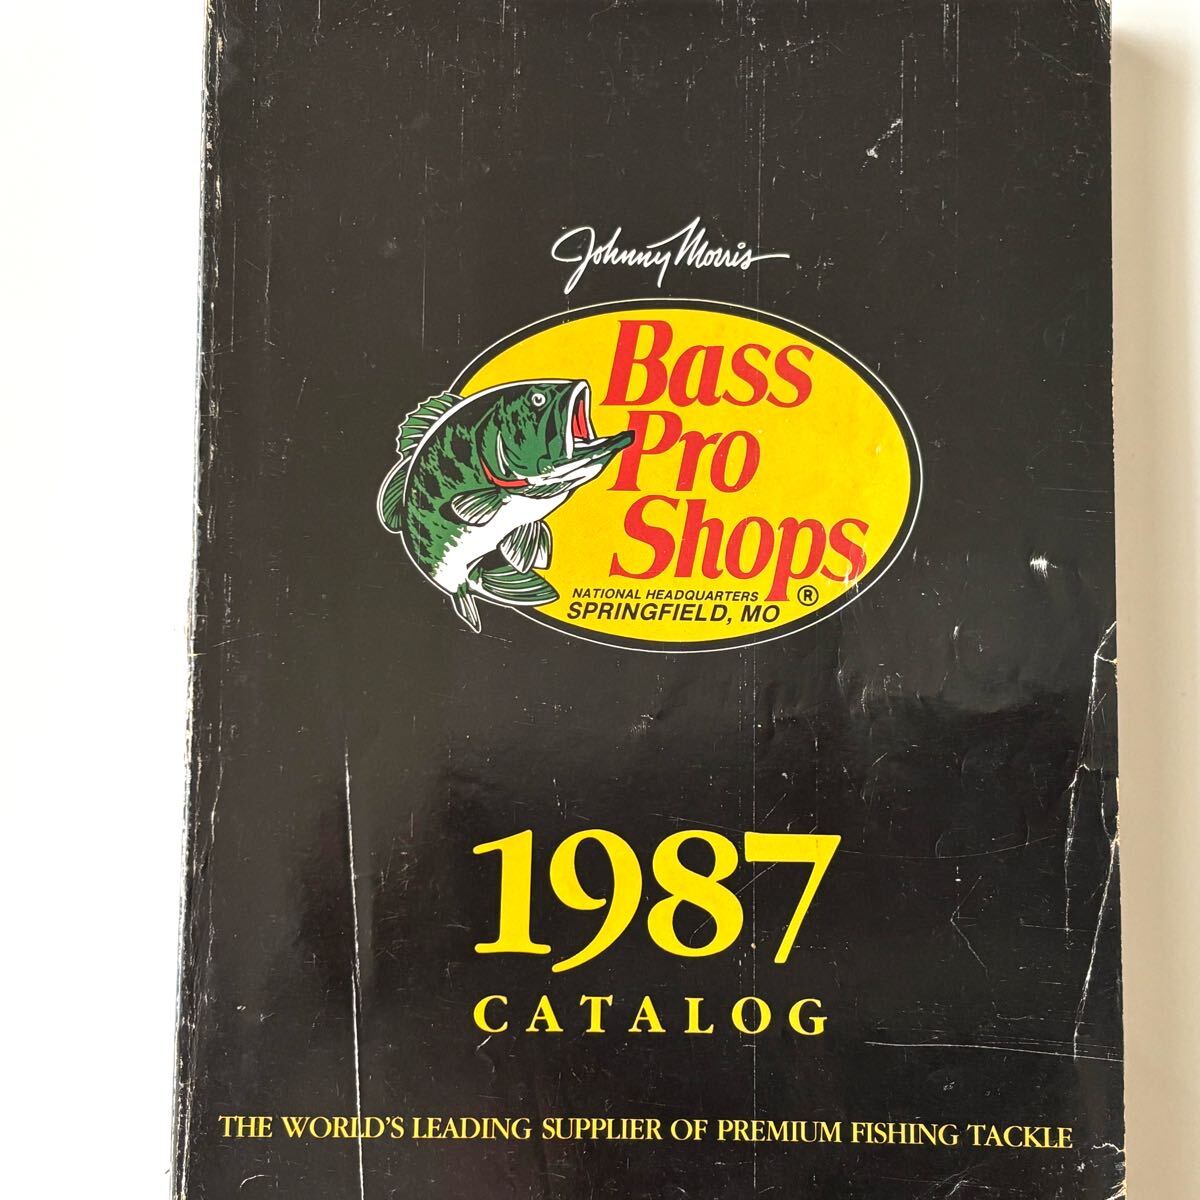 Johnny Morris
Bass
Pro
Shops®
NATIONAL HEADQUARTERS
SPRINGFIELD, MO
1987
CATALOG
THE WORLD'S LEADING SUPPLIER OF PREMIUM FISHING TACKLE